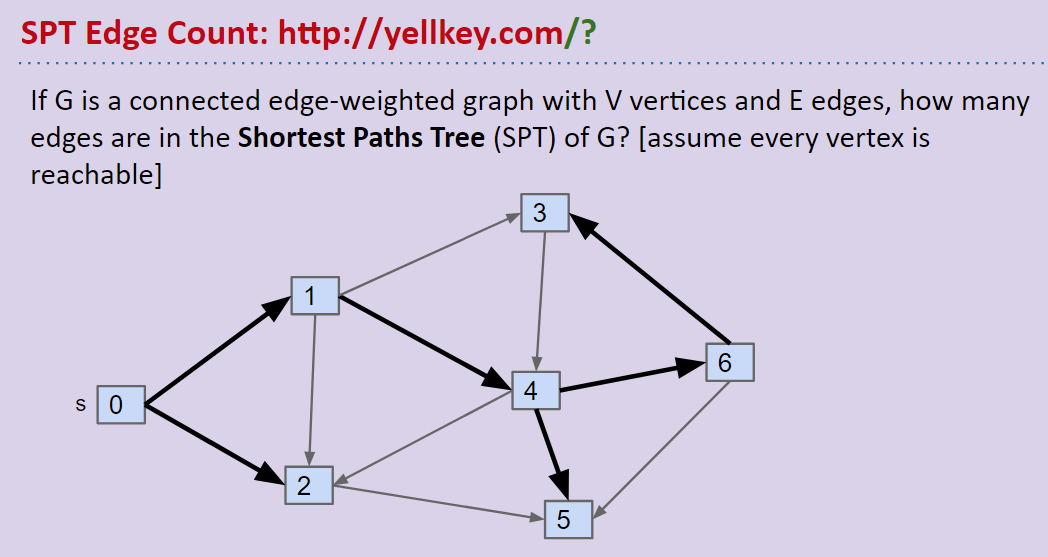 SPT Edge Count: http://yellkey.com/?
If G is a connected edge-weighted graph with V vertices and E edges, how many
edges are in the Shortest Paths Tree (SPT) of G? [assume every vertex is
reachable]
3
1
6
4
s 0
2
5